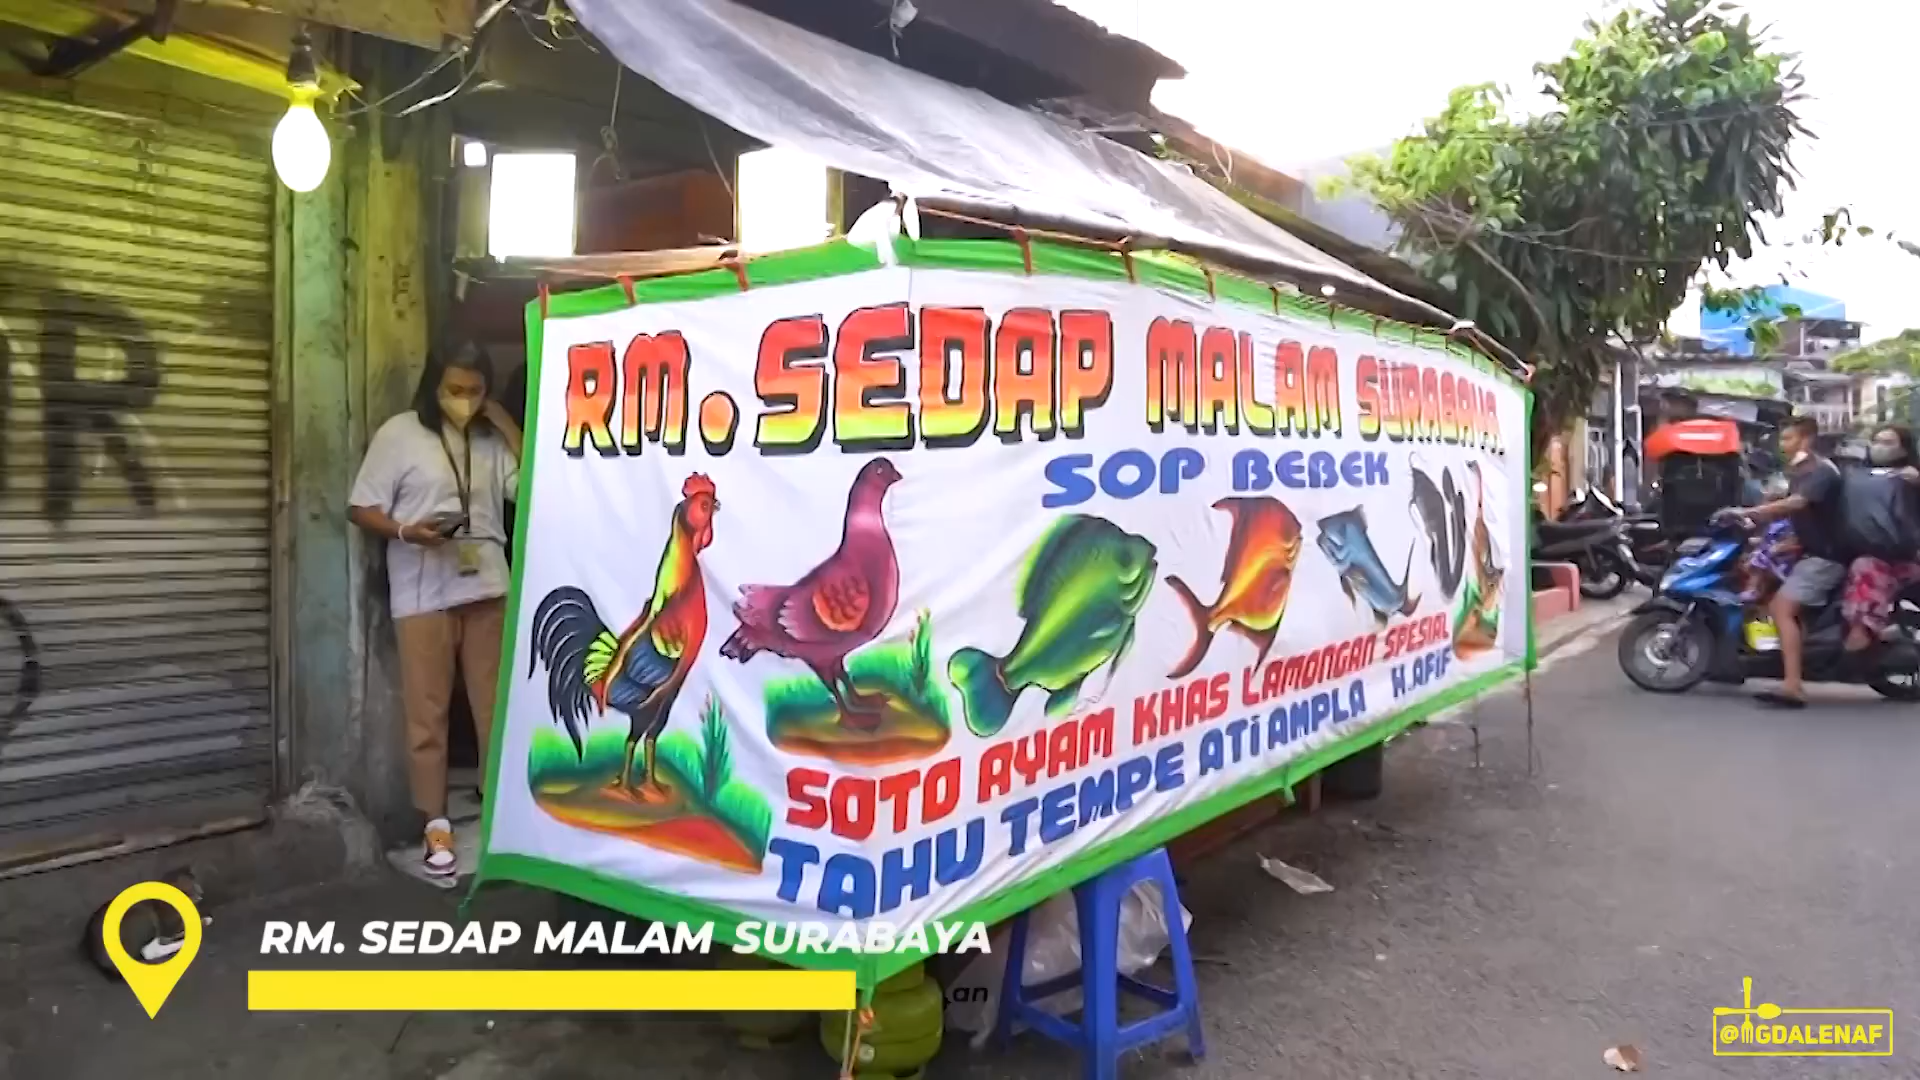 RM. SEDAP MALAM SURABAYA
SOP BEBEK
SOTO AYAM KHAS LAMONGAN SPESIAL
TAHU TEMPE ATI AMPLA H.AFIF
RM. SEDAP MALAM SURABAYA
@MGDALENAF